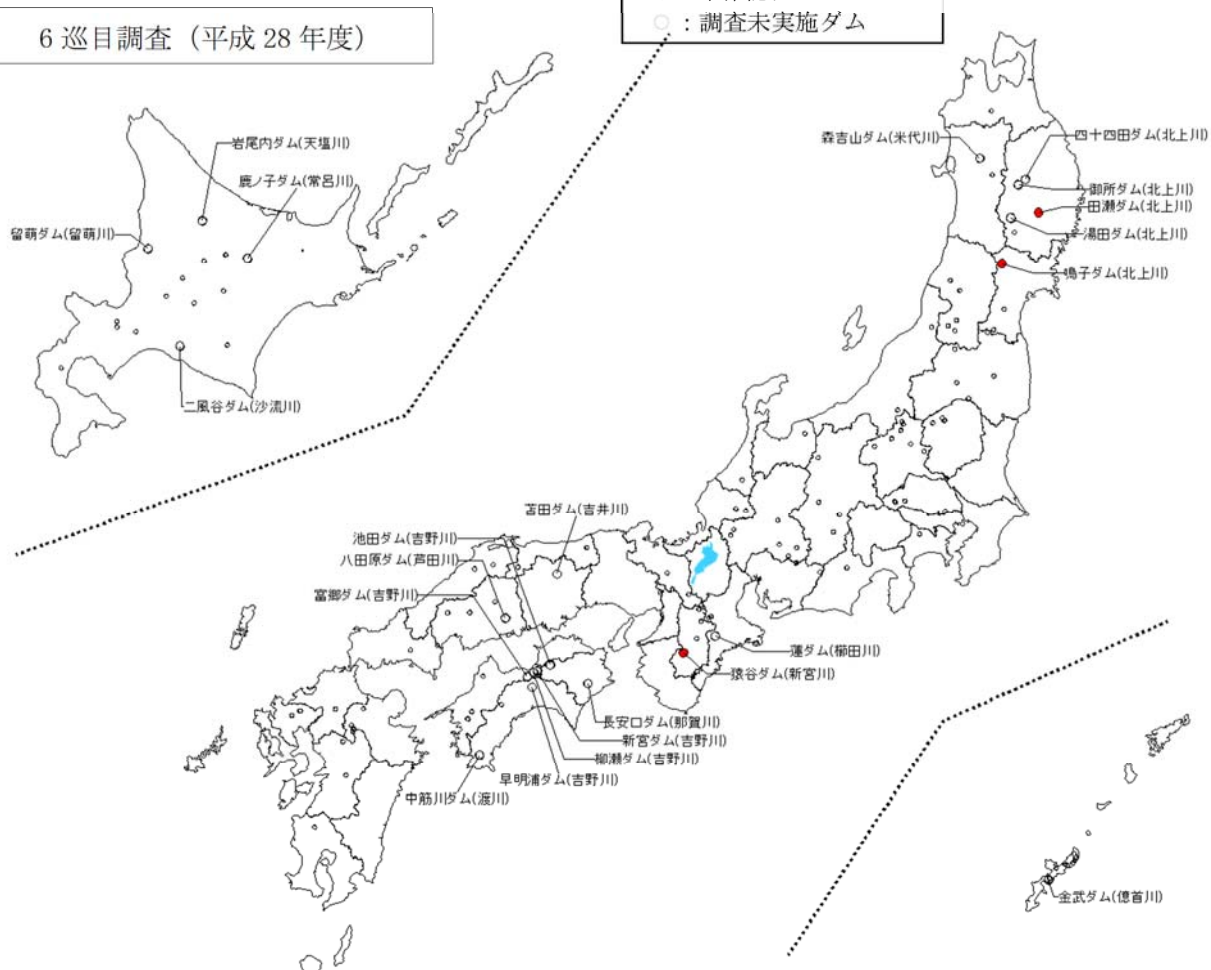 6 巡目調査（平成 28 年度）
○ : 調査未実施ダム
岩尾内ダム(天塩川)
鹿ノ子ダム(常呂川)
留萌ダム(留萌川)
二風谷ダム(沙流川)
森吉山ダム(米代川)
四十四田ダム(北上川)
御所ダム(北上川)
田瀬ダム(北上川)
湯田ダム(北上川)
鳴子ダム(北上川)
苫田ダム(吉井川)
池田ダム(吉野川)
八田原ダム(芦田川)
富郷ダム(吉野川)
蓮ダム(櫛田川)
猿谷ダム(新宮川)
長安口ダム(那賀川)
新宮ダム(吉野川)
柳瀬ダム(吉野川)
早明浦ダム(吉野川)
中筋川ダム(渡川)
金武ダム(億首川)